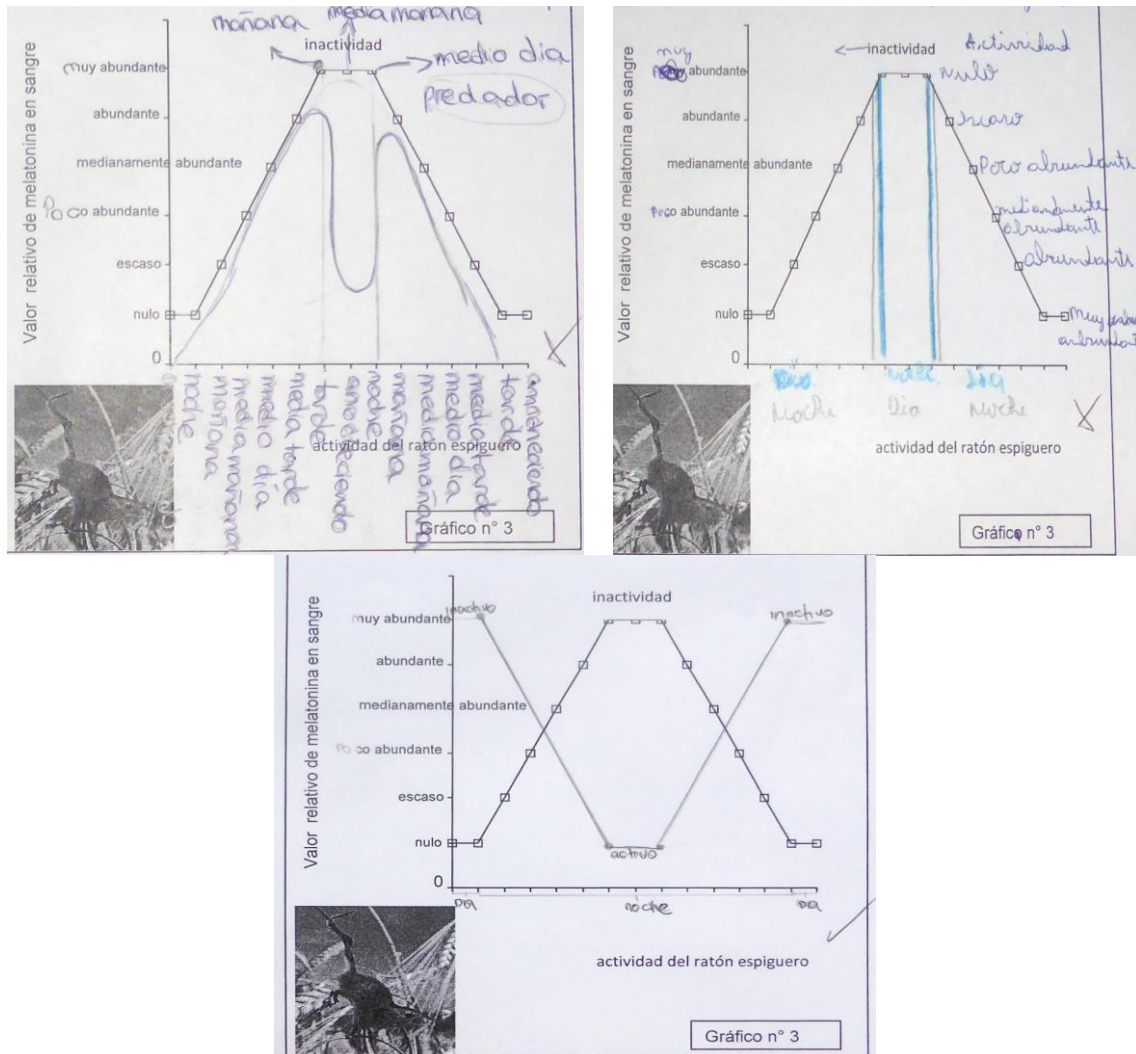 mañana
media mañana
inactividad
medio dia
predador
muy abundante
abundante
medianamente abundante
Poco abundante
escaso
nulo
0
Valor relativo de melatonina en sangre
noche
mañana
media mañana
medio día
media tarde
tarde
anocheciendo
noche
mañana
media mañana
medio día
media tarde
tarde
amaneciendo
actividad del ratón espiguero
Gráfico n° 3
muy
inactividad
Actividad
abundante
Nulo
abundante
escaso
medianamente abundante
Poco abundante
poco abundante
medianamente
abundante
escaso
abundante
nulo
Muy
abundante
0
Valor relativo de melatonina en sangre
Día
Noche
Día
Noche
Noche
actividad del ratón espiguero
Gráfico n° 3
inactividad
muy abundante
inactivo
inactivo
abundante
medianamente abundante
Poco abundante
escaso
nulo
activo
0
Valor relativo de melatonina en sangre
DIA
noche
DIA
actividad del ratón espiguero
Gráfico n° 3